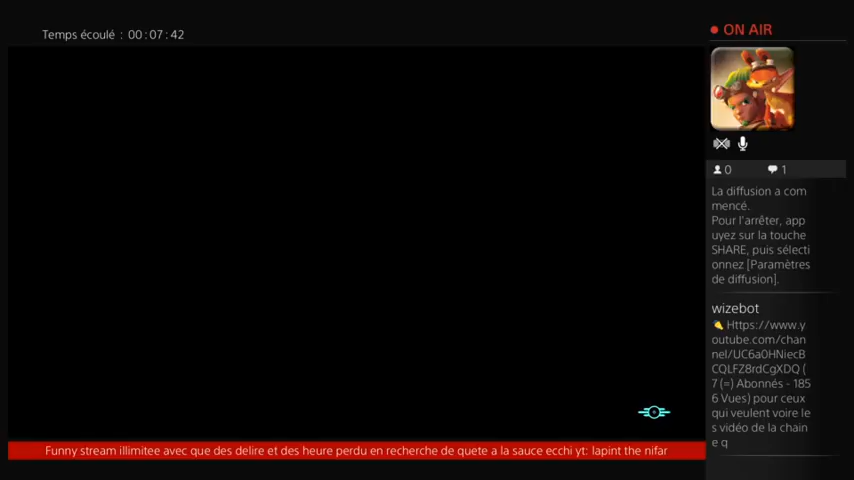 Temps écoulé : 00:07:42
ON AIR
0
1
La diffusion a com
mencé.
Pour l'arrêter, app
uyez sur la touche
SHARE, puis sélecti
onnez [Paramètres
de diffusion].
wizebot
Https://www.y
outube.com/chan
nel/UC6a0HNiecB
CQLFZ8rdCgXDQ (
7 (=) Abonnés - 185
6 Vues) pour ceux
qui veulent voire le
s vidéo de la chain
e q
Funny stream illimitee avec que des delire et des heure perdu en recherche de quete a la sauce ecchi yt: lapint the nifar